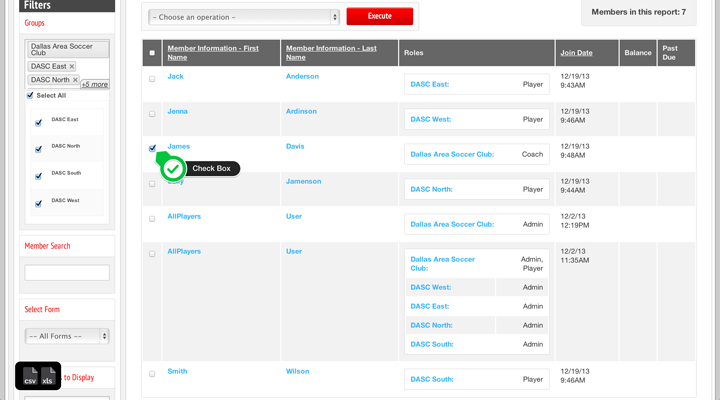 Filters
Groups
Dallas Area Soccer
Club
DASC East ×
DASC North ×
+5 more
Select All
DASC East
DASC North
DASC South
DASC West
Member Search
Select Form
-- All Forms --
to Display
csv
xls
- Choose an operation -
Execute
Members in this report: 7
Member Information - First
Name
Member Information - Last
Name
Roles
Join Date
Balance
Past
Due
Jack
Anderson
DASC East:
Player
12/19/13
9:43AM
Jenna
Ardinson
DASC West:
Player
12/19/13
9:46AM
James
Davis
Dallas Area Soccer Club:
Coach
12/19/13
9:48AM
Check Box
Jamenson
DASC North:
Player
12/19/13
9:44AM
AllPlayers
User
Dallas Area Soccer Club:
Admin
12/2/13
12:19PM
AllPlayers
User
Dallas Area Soccer
Club:
Admin,
Player
12/2/13
11:35AM
DASC West:
Admin
DASC East:
Admin
DASC North:
Admin
DASC South:
Admin
Smith
Wilson
DASC South:
Player
12/19/13
9:46AM